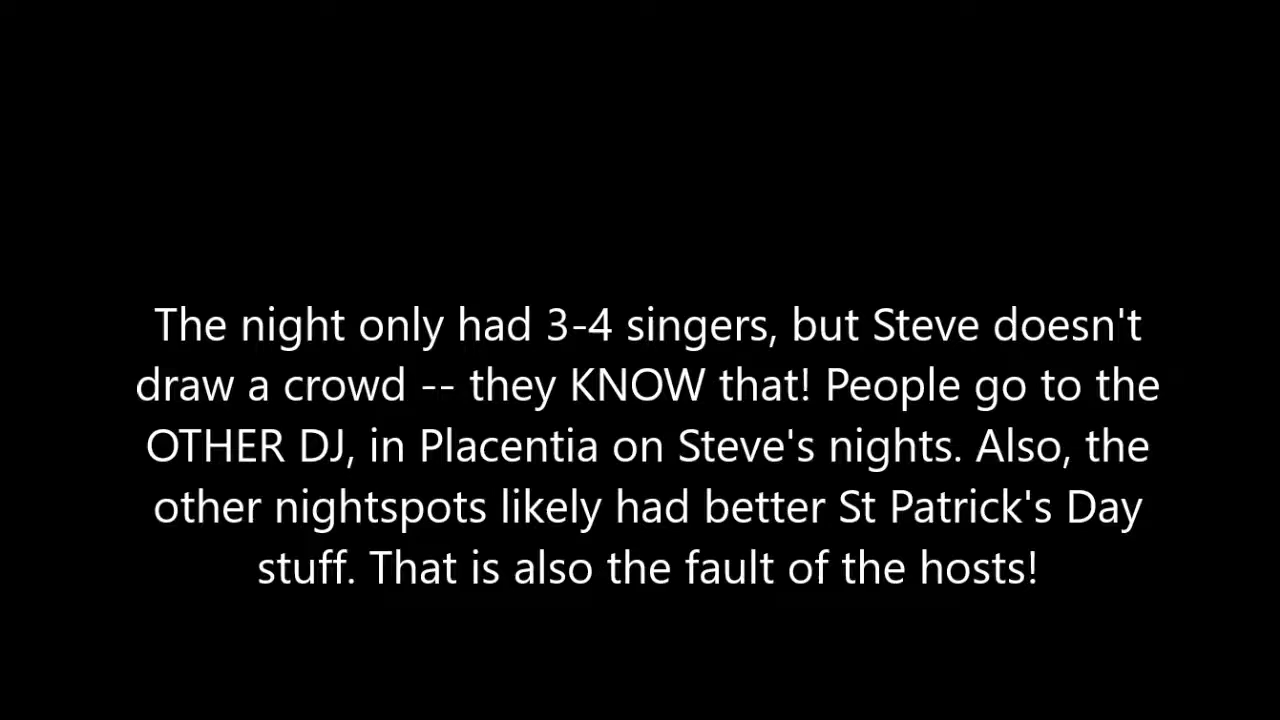 The night only had 3-4 singers, but Steve doesn't
draw a crowd -- they KNOW that! People go to the
OTHER DJ, in Placentia on Steve's nights. Also, the
other nightspots likely had better St Patrick's Day
stuff. That is also the fault of the hosts!